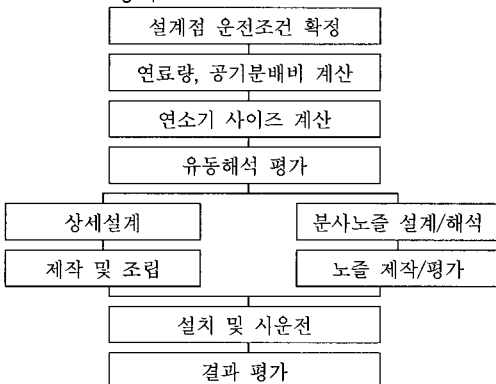 설계점 운전조건 확정
연료량, 공기분배비 계산
연소기 사이즈 계산
유동해석 평가
상세설계
분사노즐 설계/해석
제작 및 조립
노즐 제작/평가
설치 및 시운전
결과 평가